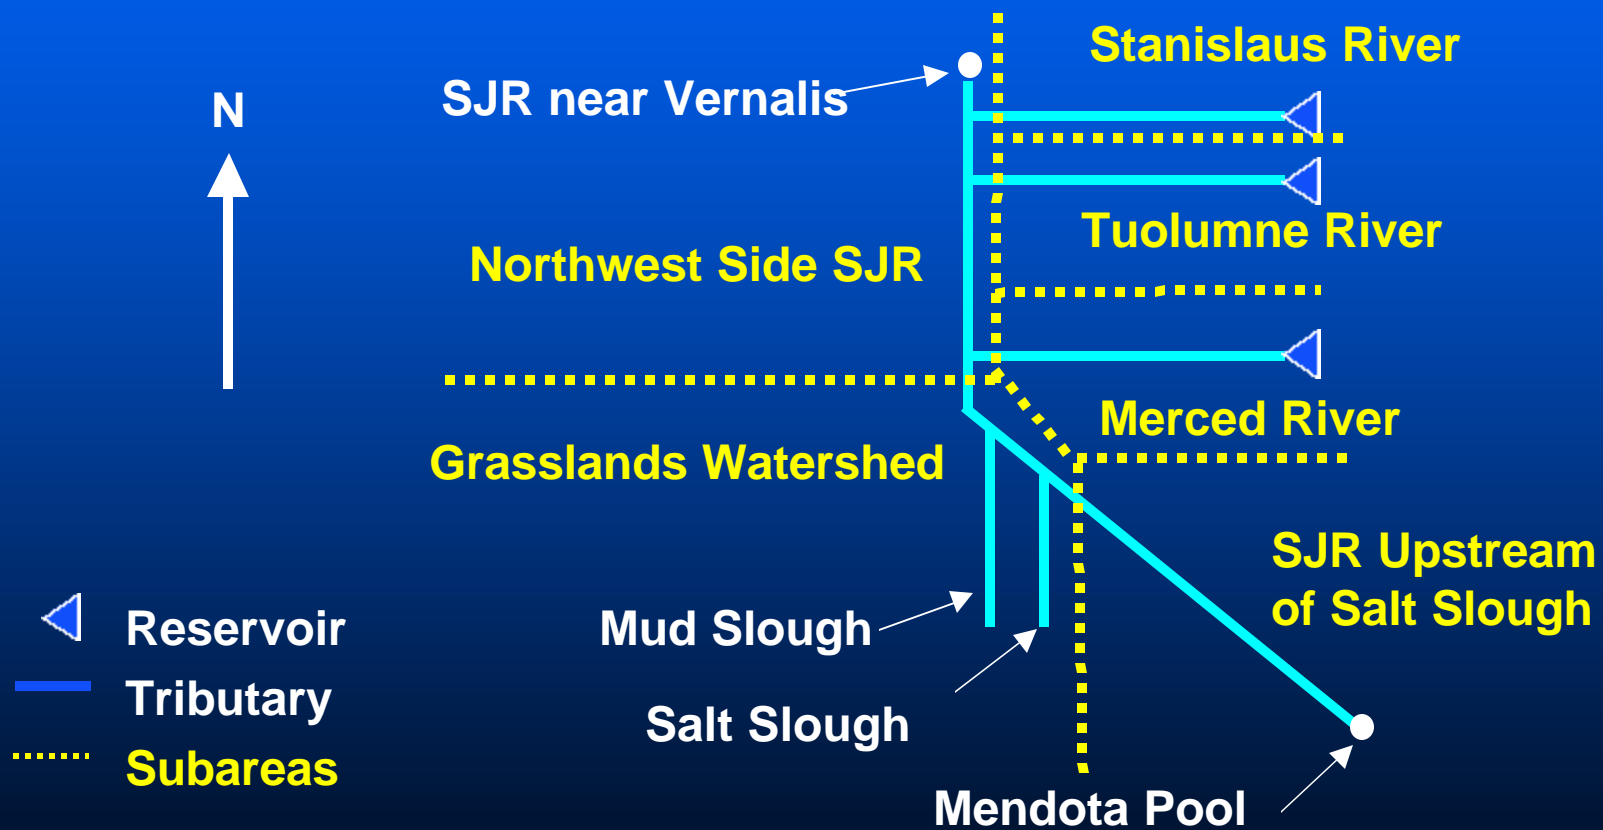 Stanislaus River
SJR near Vernalis
N
Tuolumne River
Northwest Side SJR
Merced River
Grasslands Watershed
SJR Upstream
of Salt Slough
Mud Slough
Salt Slough
Mendota Pool
Reservoir
Tributary
Subareas